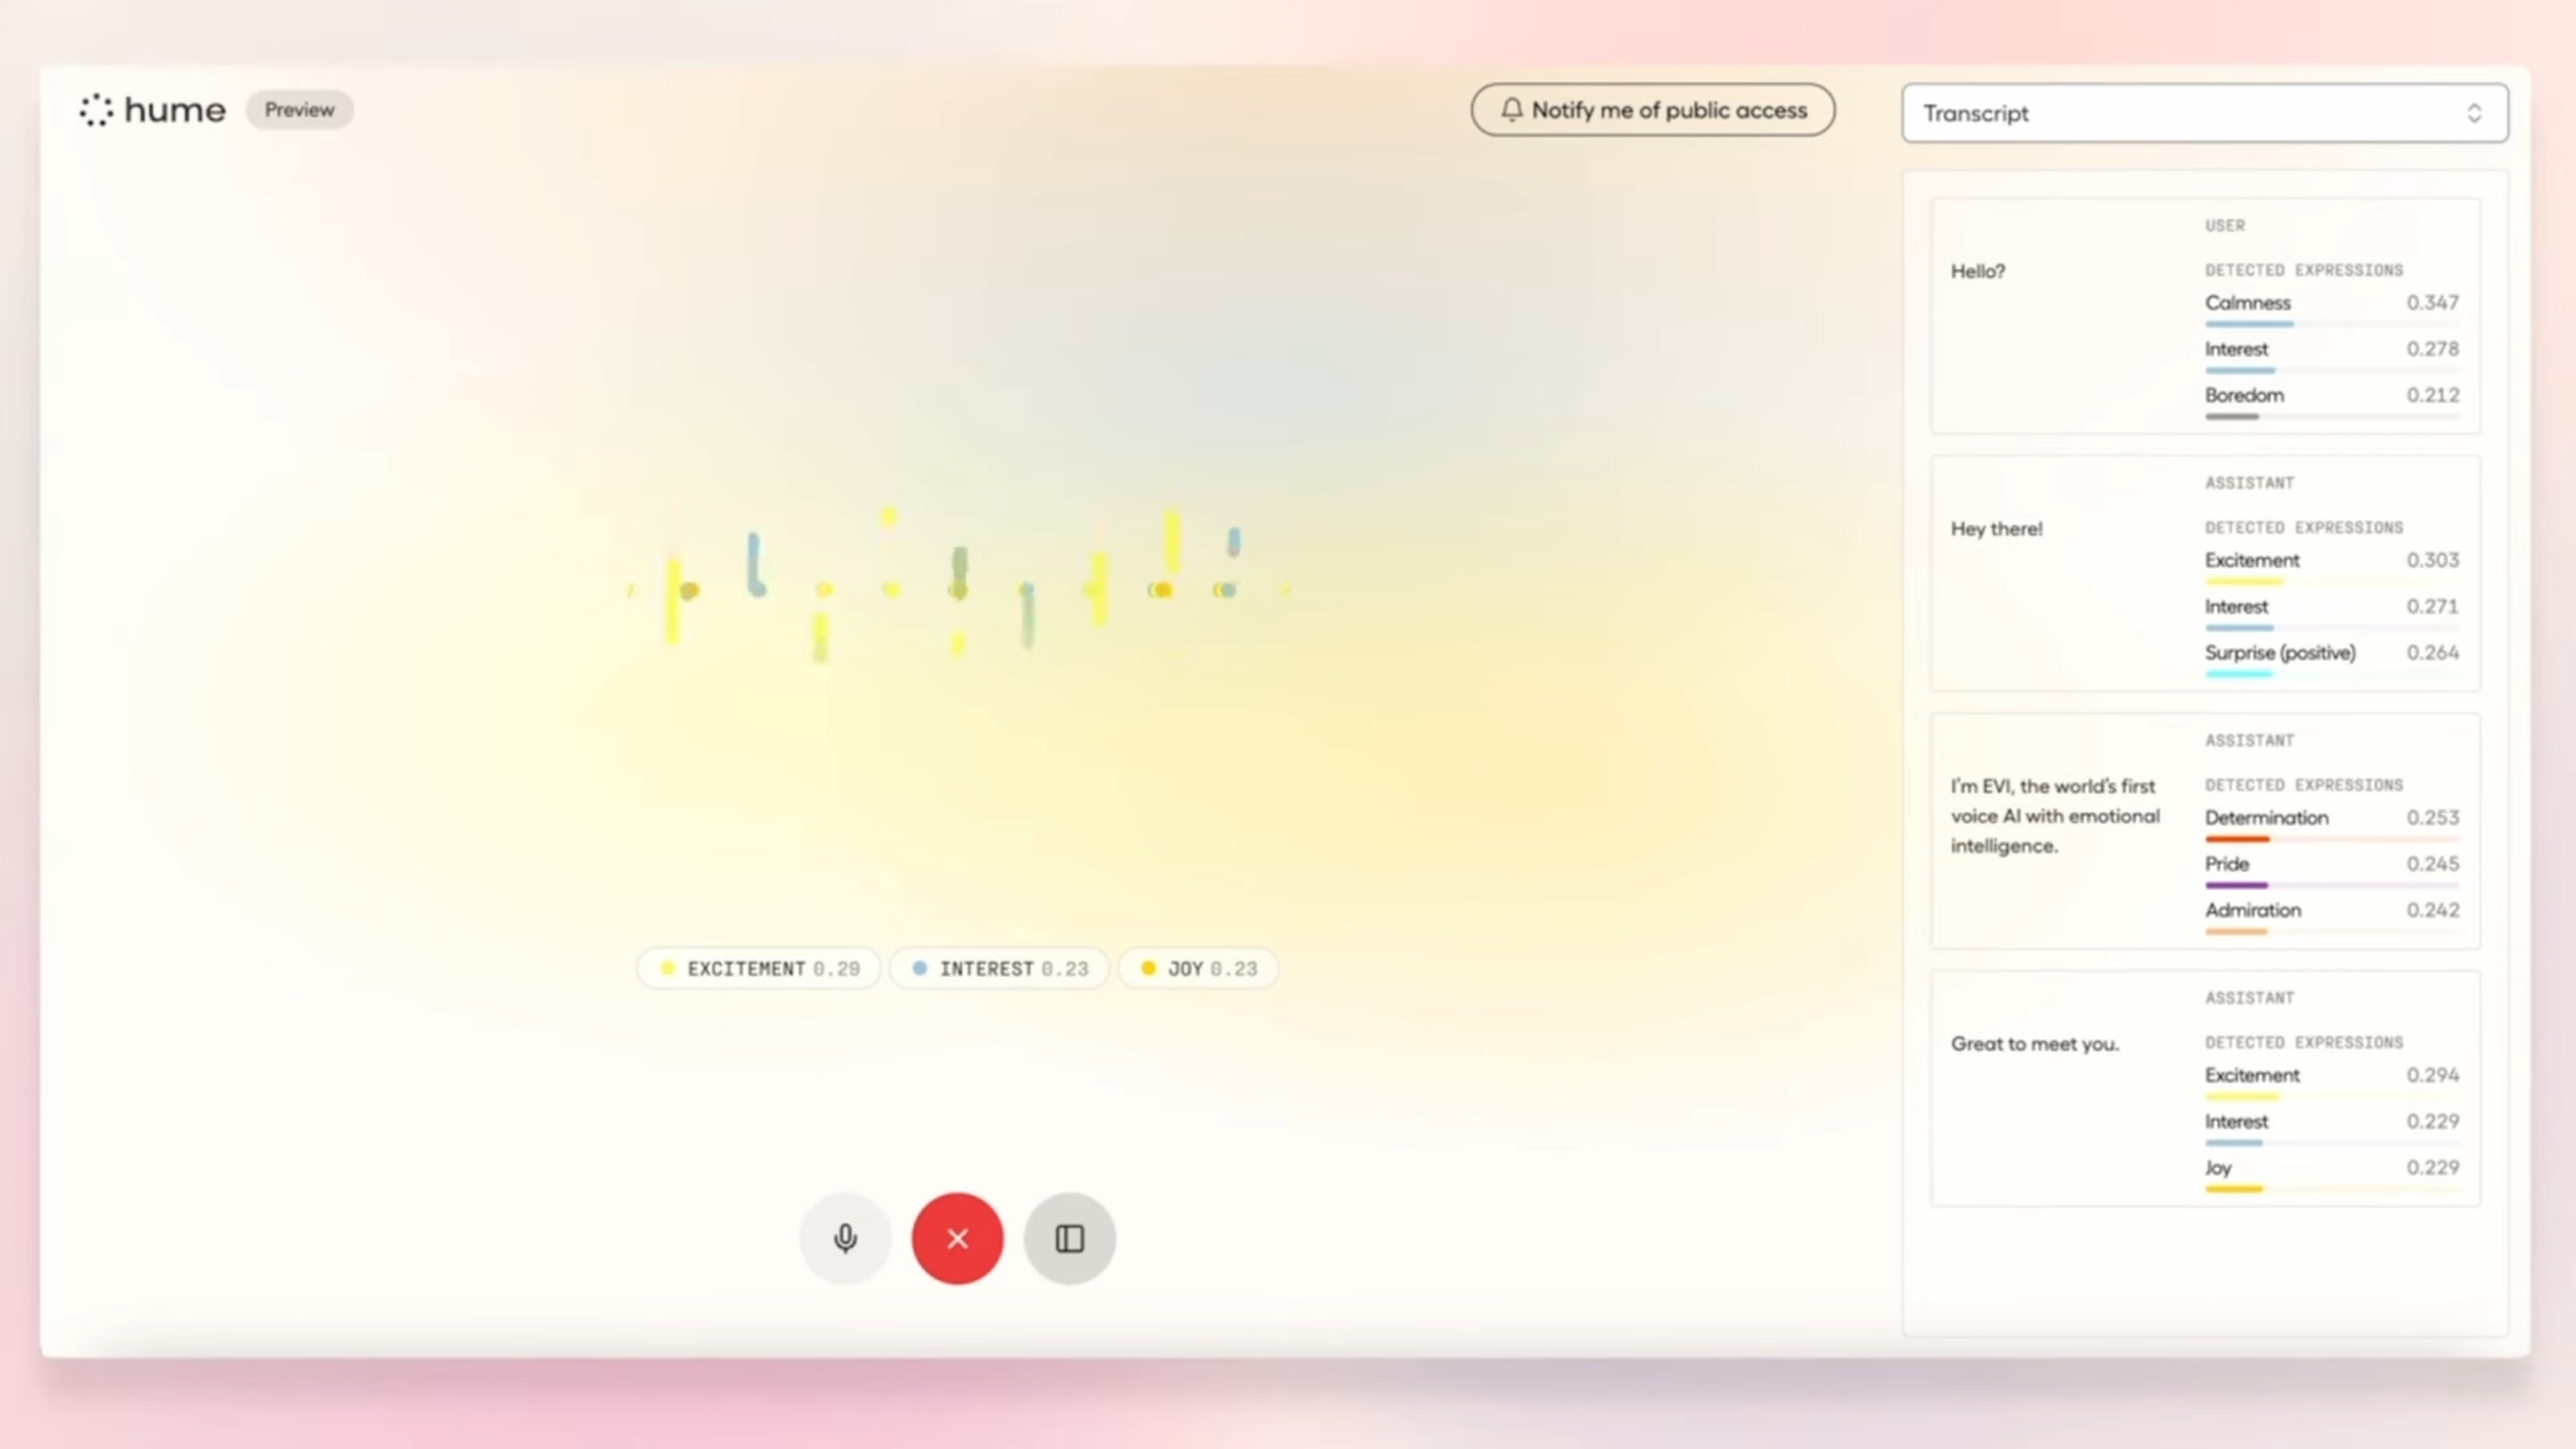 hume
Preview
Notify me of public access
Transcript
USER
Hello?
DETECTED EXPRESSIONS
Calmness 0.347
Interest 0.278
Boredom 0.212
ASSISTANT
Hey there!
DETECTED EXPRESSIONS
Excitement 0.303
Interest 0.271
Surprise (positive) 0.264
ASSISTANT
I'm EVI, the world's first
voice AI with emotional
intelligence.
DETECTED EXPRESSIONS
Determination 0.253
Pride 0.245
Admiration 0.242
ASSISTANT
Great to meet you.
DETECTED EXPRESSIONS
Excitement 0.294
Interest 0.229
Joy 0.229
EXCITEMENT 0.29
INTEREST 0.23
JOY 0.23